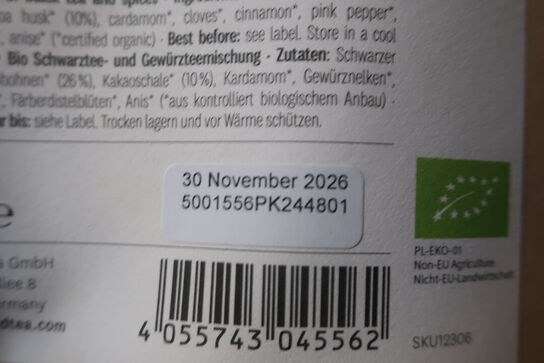 husk* (10%), cardamom*, cloves*, cinnamon*, pink pepper*,
anise* (*certified organic) · Best before: see label. Store in a cool
Bio Schwarztee- und Gewürzteemischung · Zutaten: Schwarzer
(26%), Kakaoschale* (10%), Kardamom*, Gewürznelken*,
Färberdistelblüten*, Anis* (*aus kontrolliert biologischem Anbau) ·
bis: siehe Label. Trocken lagern und vor Wärme schützen.
30 November 2026
5001556PK244801
GmbH
8
PL-EKO-01
Non-EU Agriculture
Nicht-EU-Landwirtschaft
4 055743 045562
SKU12306